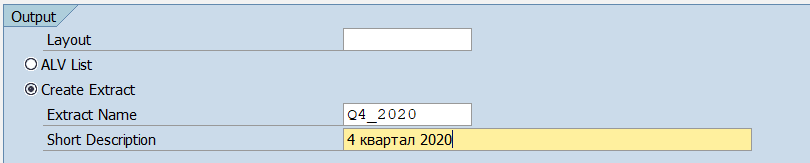 Output
Layout
ALV List
Create Extract
Extract Name Q4_2020
Short Description 4 квартал 2020